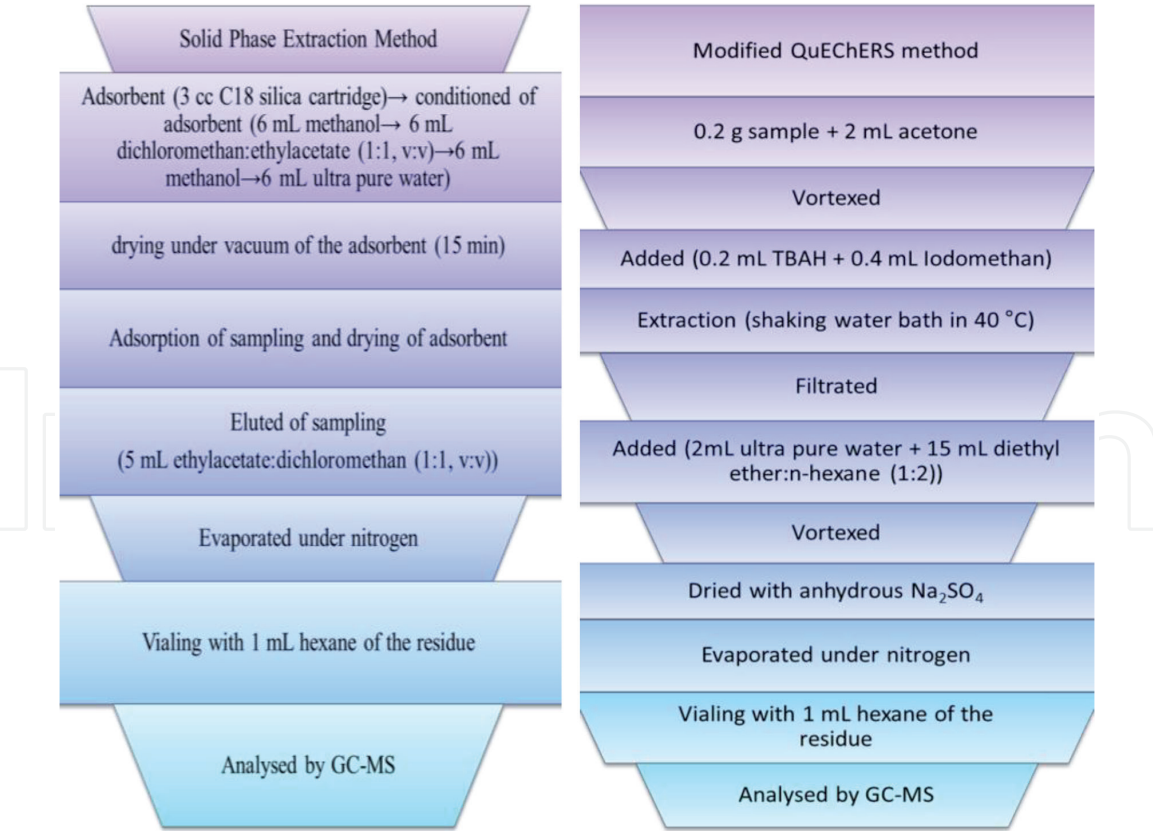 Solid Phase Extraction Method
Adsorbent (3 cc C18 silica cartridge)→ conditioned of
adsorbent (6 mL methanol→ 6 mL
dichloromethan:ethylacetate (1:1, v:v)→6 mL
methanol→6 mL ultra pure water)
drying under vacuum of the adsorbent (15 min)
Adsorption of sampling and drying of adsorbent
Eluted of sampling
(5 mL ethylacetate:dichloromethan (1:1, v:v))
Evaporated under nitrogen
Vialing with 1 mL hexane of the residue
Analysed by GC-MS
Modified QuEChERS method
0.2 g sample + 2 mL acetone
Vortexed
Added (0.2 mL TBAH + 0.4 mL Iodomethan)
Extraction (shaking water bath in 40 °C)
Filtrated
Added (2mL ultra pure water + 15 mL diethyl
ether:n-hexane (1:2))
Vortexed
Dried with anhydrous Na₂SO₄
Evaporated under nitrogen
Vialing with 1 mL hexane of the
residue
Analysed by GC-MS